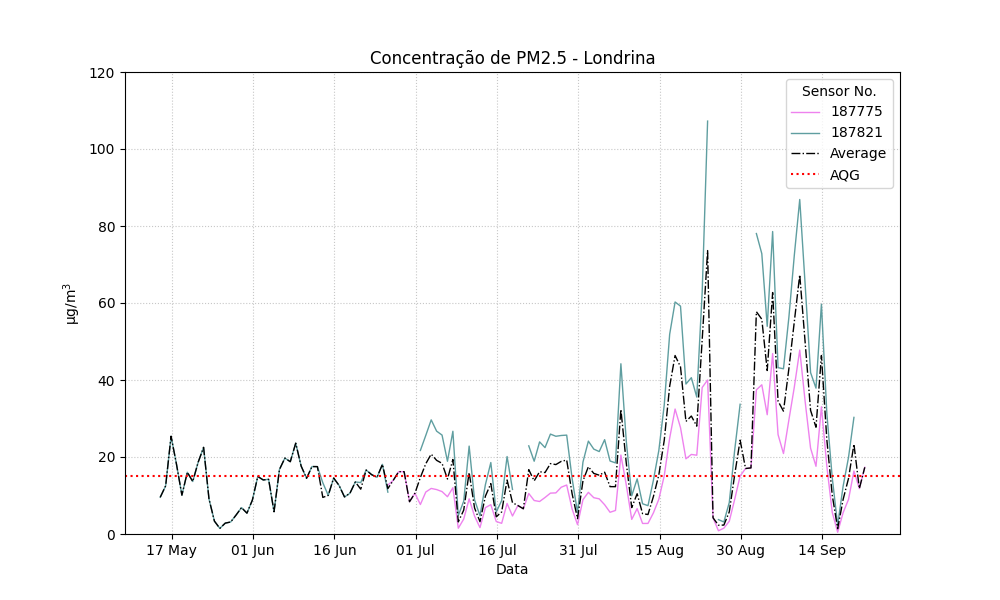 Concentração de PM2.5 - Londrina
120
100
80
60
40
20
0
µg/m³
Sensor No.
187775
187821
Average
AQG
17 May
01 Jun
16 Jun
01 Jul
16 Jul
31 Jul
15 Aug
30 Aug
14 Sep
Data